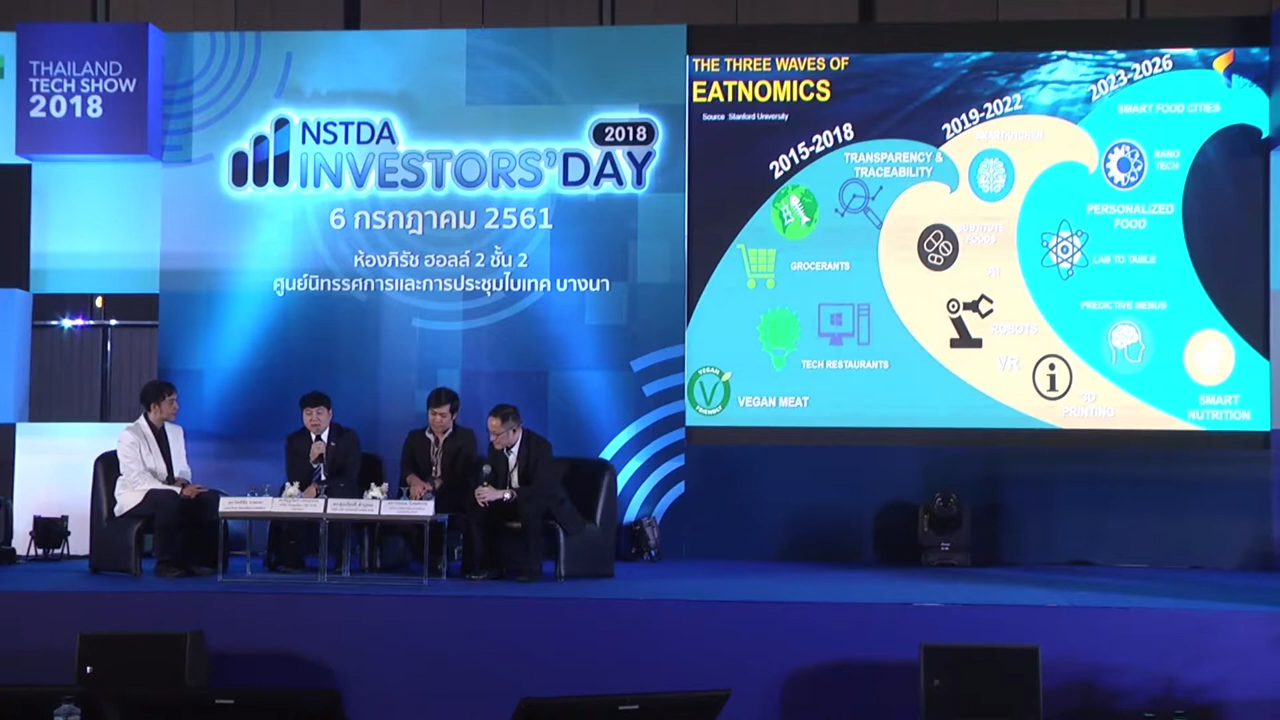 THAILAND
TECH SHOW
2018
NSTDA
2018
INVESTORS' DAY
6 กรกฎาคม 2561
ห้องภิรัช ฮอลล์ 2 ชั้น 2
ศูนย์นิทรรศการและการประชุมไบเทค บางนา
THE THREE WAVES OF
EATNOMICS
Source :Stanford University
2015-2018
TRANSPARENCY &
TRACEABILITY
GROCERANTS
TECH RESTAURANTS
VEGAN
V
FRIENDLY
VEGAN MEAT
2019-2022
FOODS
AI
ROBOTS
VR
3D
PRINTING
2023-2026
SMART FOOD CITIES
NANO
TECH
PERSONALIZED
FOOD
LAB TO TABLE
PREDICTIVE MENUS
SMART
NUTRITION